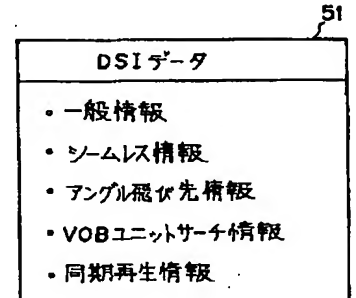 51
DSIデータ
・一般情報
・シームレス情報
・アングル飛び先情報
・VOBユニットサーチ情報
・同期再生情報